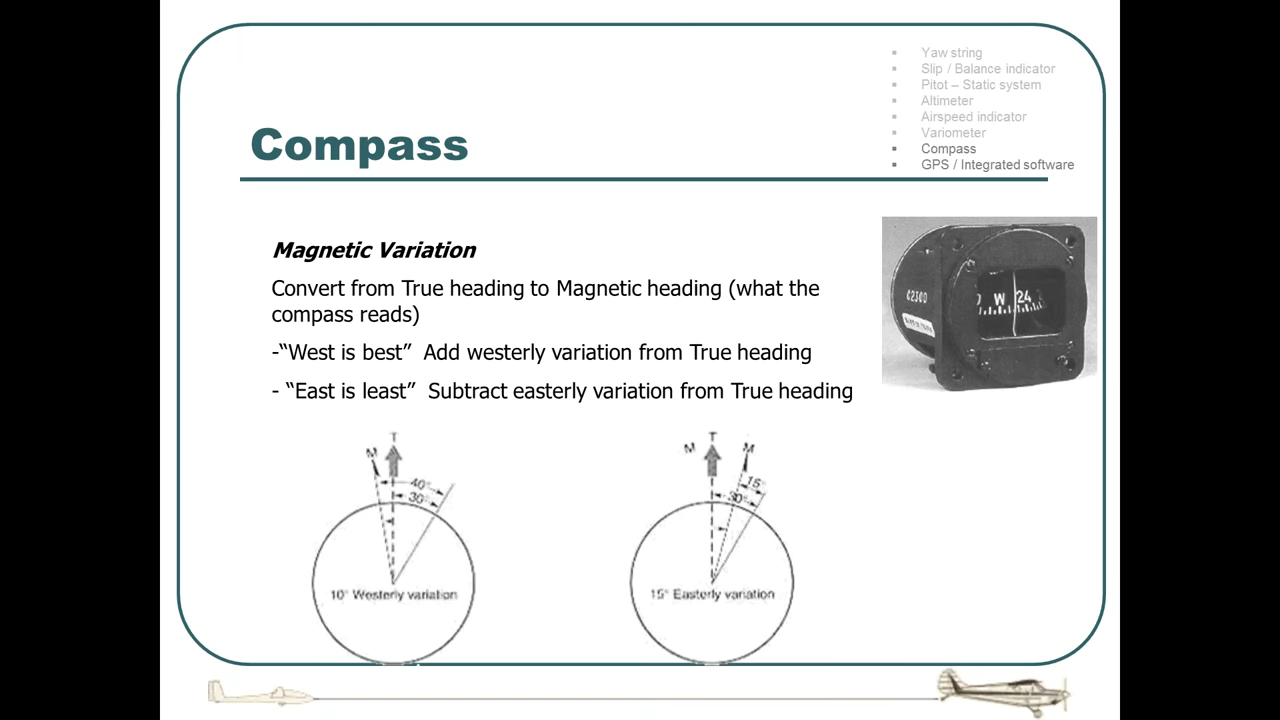 Yaw string
Slip / Balance indicator
Pitot – Static system
Altimeter
Airspeed indicator
Variometer
Compass
GPS / Integrated software
Compass
Magnetic Variation
Convert from True heading to Magnetic heading (what the
compass reads)
-“West is best”  Add westerly variation from True heading
- “East is least”  Subtract easterly variation from True heading
C2300
W 24
T
M
40°
30°
10° Westerly variation
M
T
M
15°
30°
15° Easterly variation